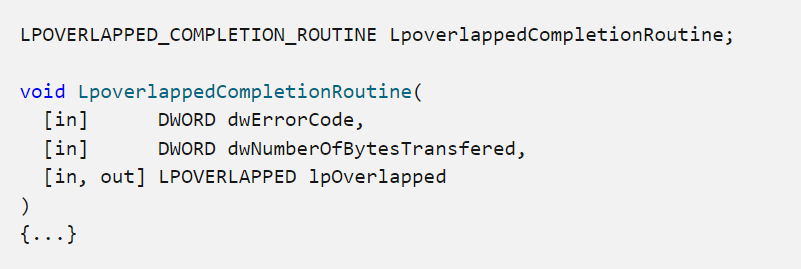 LPOVERLAPPED_COMPLETION_ROUTINE LpoverlappedCompletionRoutine;
void LpoverlappedCompletionRoutine(
  [in]      DWORD dwErrorCode,
  [in]      DWORD dwNumberOfBytesTransfered,
  [in, out] LPOVERLAPPED lpOverlapped
)
{...}